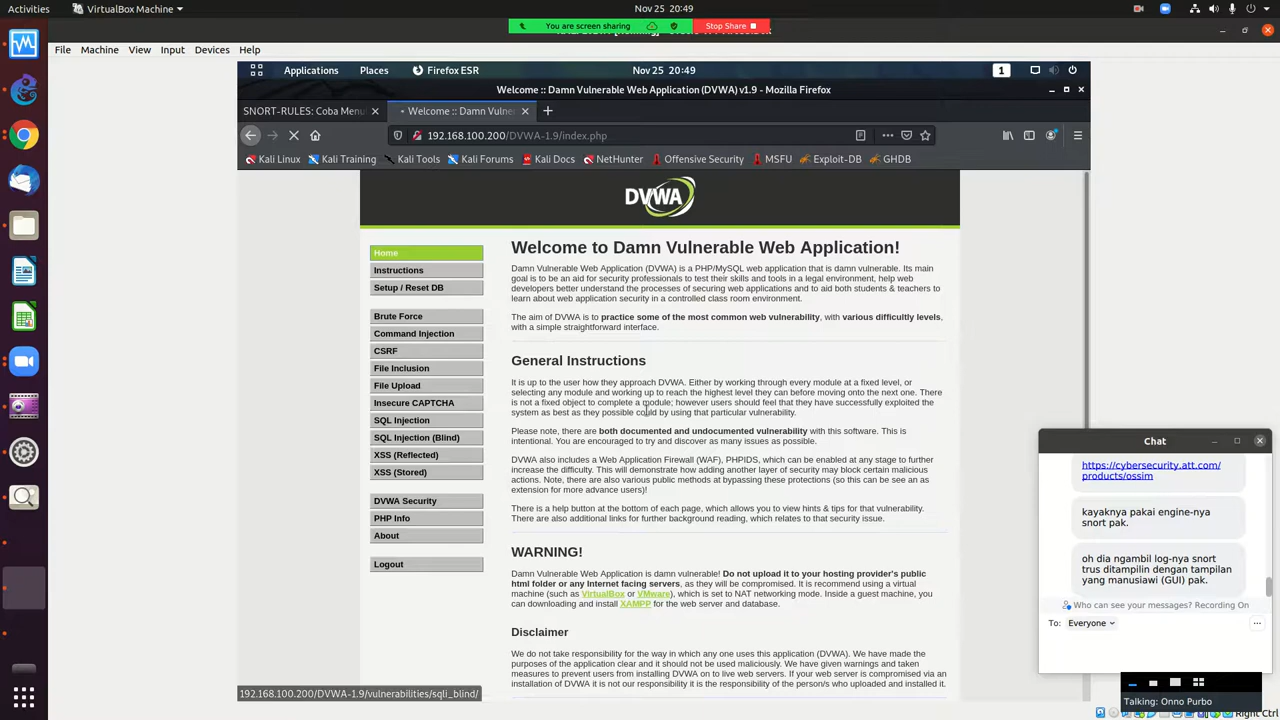 Activities
VirtualBox Machine
Nov 25 20:49
You are screen sharing
Stop Share
File Machine View Input Devices Help
Applications Places Firefox ESR Nov 25 20:49 1
Welcome :: Damn Vulnerable Web Application (DVWA) v1.9 - Mozilla Firefox
SNORT-RULES: Coba Menu
Welcome :: Damn Vulne
192.168.100.200/DVWA-1.9/index.php
Kali Linux Kali Training Kali Tools Kali Forums Kali Docs NetHunter Offensive Security MSFU Exploit-DB GHDB
DVWA
Home
Instructions
Setup / Reset DB
Brute Force
Command Injection
CSRF
File Inclusion
File Upload
Insecure CAPTCHA
SQL Injection
SQL Injection (Blind)
XSS (Reflected)
XSS (Stored)
DVWA Security
PHP Info
About
Logout
Welcome to Damn Vulnerable Web Application!
Damn Vulnerable Web Application (DVWA) is a PHP/MySQL web application that is damn vulnerable. Its main
goal is to be an aid for security professionals to test their skills and tools in a legal environment, help web
developers better understand the processes of securing web applications and to aid both students & teachers to
learn about web application security in a controlled class room environment.
The aim of DVWA is to practice some of the most common web vulnerability, with various difficultly levels,
with a simple straightforward interface.
General Instructions
It is up to the user how they approach DVWA. Either by working through every module at a fixed level, or
selecting any module and working up to reach the highest level they can before moving onto the next one. There
is not a fixed object to complete a module; however users should feel that they have successfully exploited the
system as best as they possible could by using that particular vulnerability.
Please note, there are both documented and undocumented vulnerability with this software. This is
intentional. You are encouraged to try and discover as many issues as possible.
DVWA also includes a Web Application Firewall (WAF), PHPIDS, which can be enabled at any stage to further
increase the difficulty. This will demonstrate how adding another layer of security may block certain malicious
actions. Note, there are also various public methods at bypassing these protections (so this can be see an as
extension for more advance users)!
There is a help button at the bottom of each page, which allows you to view hints & tips for that vulnerability.
There are also additional links for further background reading, which relates to that security issue.
WARNING!
Damn Vulnerable Web Application is damn vulnerable! Do not upload it to your hosting provider's public
html folder or any Internet facing servers, as they will be compromised. It is recommend using a virtual
machine (such as VirtualBox or VMware), which is set to NAT networking mode. Inside a guest machine, you
can downloading and install XAMPP for the web server and database.
Disclaimer
We do not take responsibility for the way in which any one uses this application (DVWA). We have made the
purposes of the application clear and it should not be used maliciously. We have given warnings and taken
measures to prevent users from installing DVWA on to live web servers. If your web server is compromised via an
installation of DVWA it is not our responsibility it is the responsibility of the person/s who uploaded and installed it.
192.168.100.200/DVWA-1.9/vulnerabilities/sqli_blind/
Chat
https://cybersecurity.att.com/
products/ossim
kayaknya pakai engine-nya
snort pak.
oh dia ngambil log-nya snort
trus ditampilin dengan tampilan
yang manusiawi (GUI) pak.
Who can see your messages? Recording On
To: Everyone
Talking: Onno Purbo
Right Ctrl